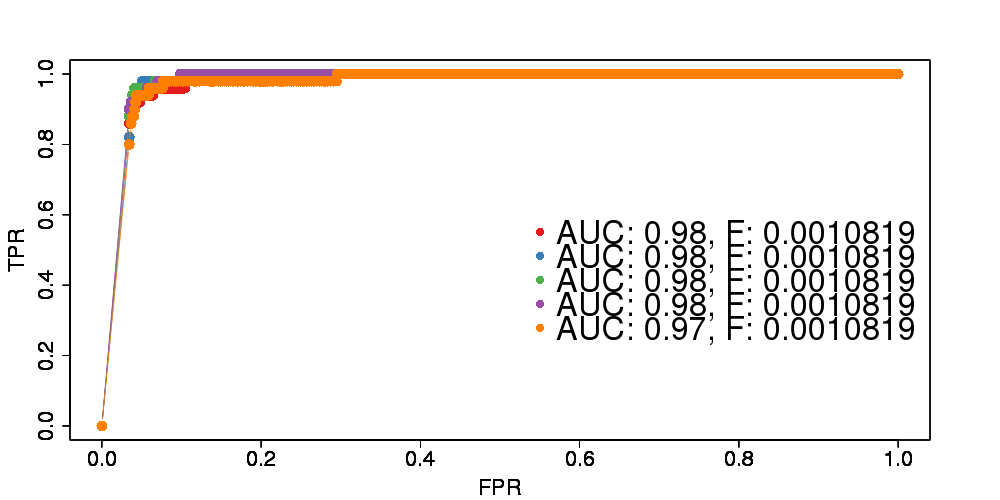 1.0
0.8
0.6
0.4
0.2
0.0
TPR
AUC: 0.98, F: 0.0010819
AUC: 0.98, F: 0.0010819
AUC: 0.98, F: 0.0010819
AUC: 0.98, F: 0.0010819
AUC: 0.97, F: 0.0010819
0.0 0.2 0.4 0.6 0.8 1.0
FPR